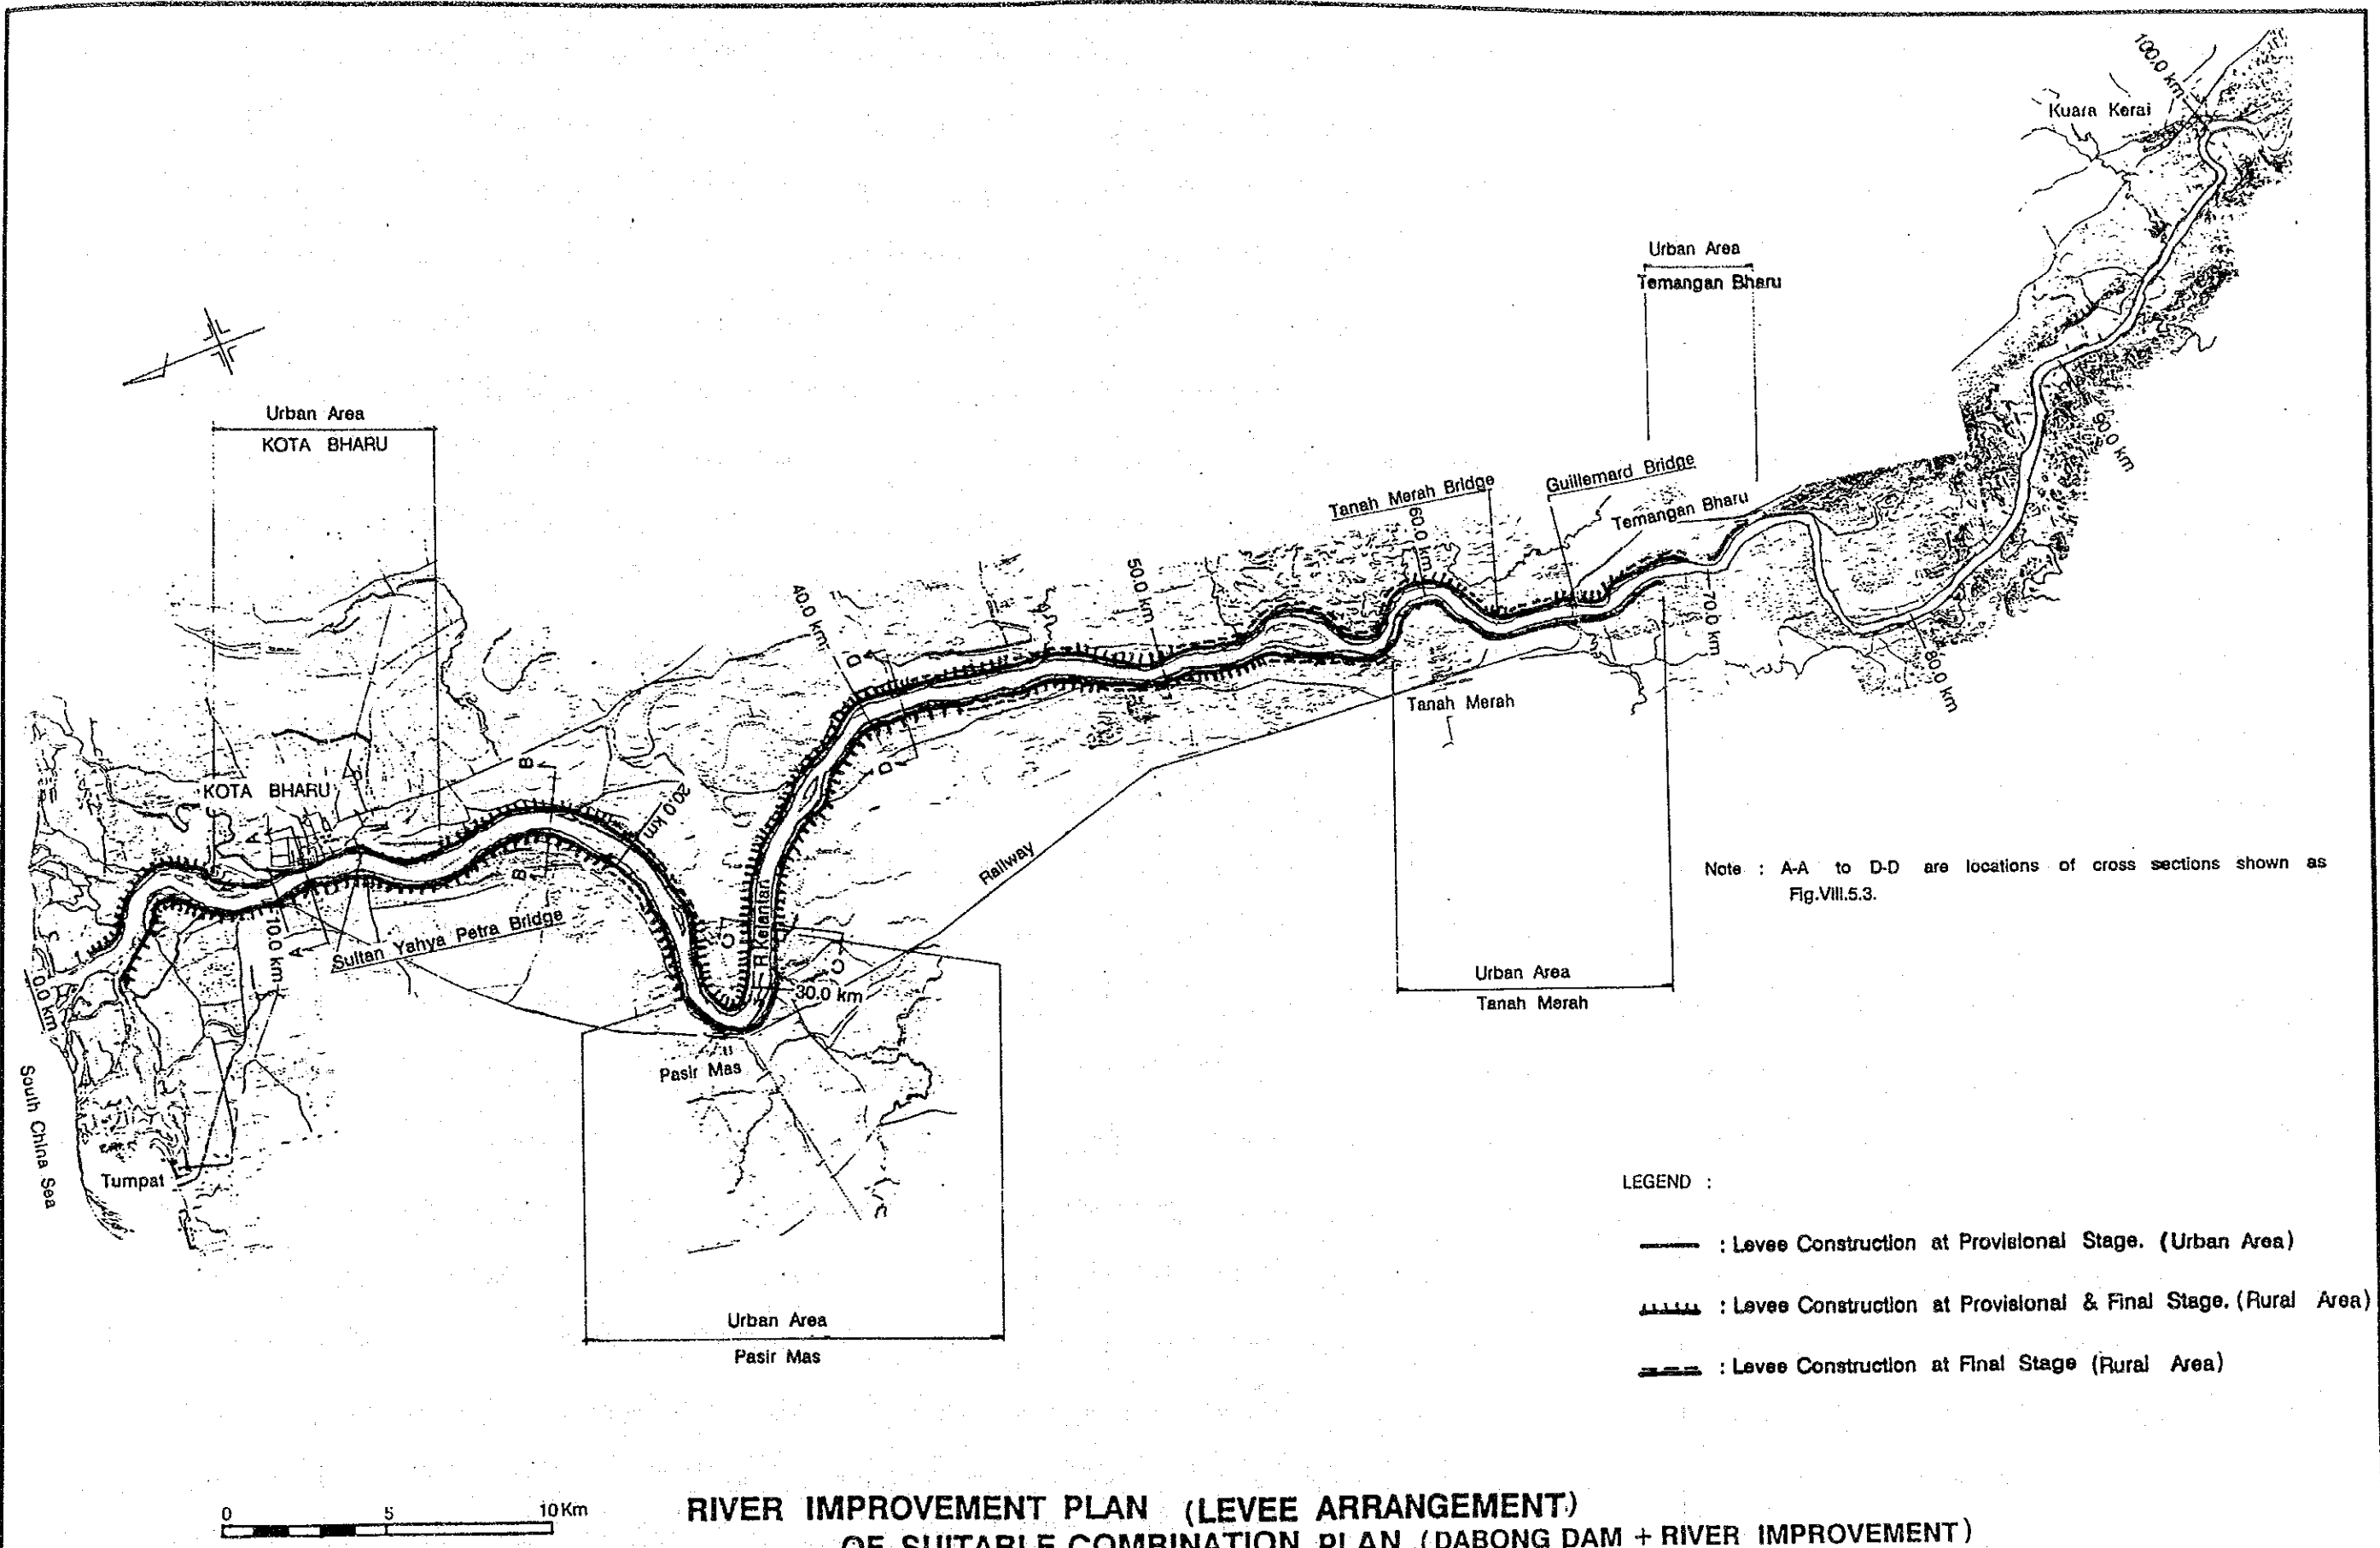 100.0 km
Kuara Kerai
Urban Area
Temangan Bharu
90.0 km
Urban Area
KOTA BHARU
Tanah Merah Bridge
Guillemard Bridge
60.0 km
Temangan Bharu
50.0 km
40.0 km
D
70.0 km
80.0 km
Tanah Merah
D
B
KOTA BHARU
20.0 km
A
Railway
Note : A-A to D-D are locations of cross sections shown as
Fig.VIII.5.3.
B
R.Kelantan
Sultan Yahya Petra Bridge
10.0 km
A
C
C
30.0 km
0.0 km
Urban Area
Tanah Merah
Pasir Mas
South China Sea
Tumpat
LEGEND :
: Levee Construction at Provisional Stage. (Urban Area)
: Levee Construction at Provisional & Final Stage. (Rural Area)
: Levee Construction at Final Stage (Rural Area)
Urban Area
Pasir Mas
0 5 10Km
RIVER IMPROVEMENT PLAN (LEVEE ARRANGEMENT)
OF SUITABLE COMBINATION PLAN (DABONG DAM + RIVER IMPROVEMENT)